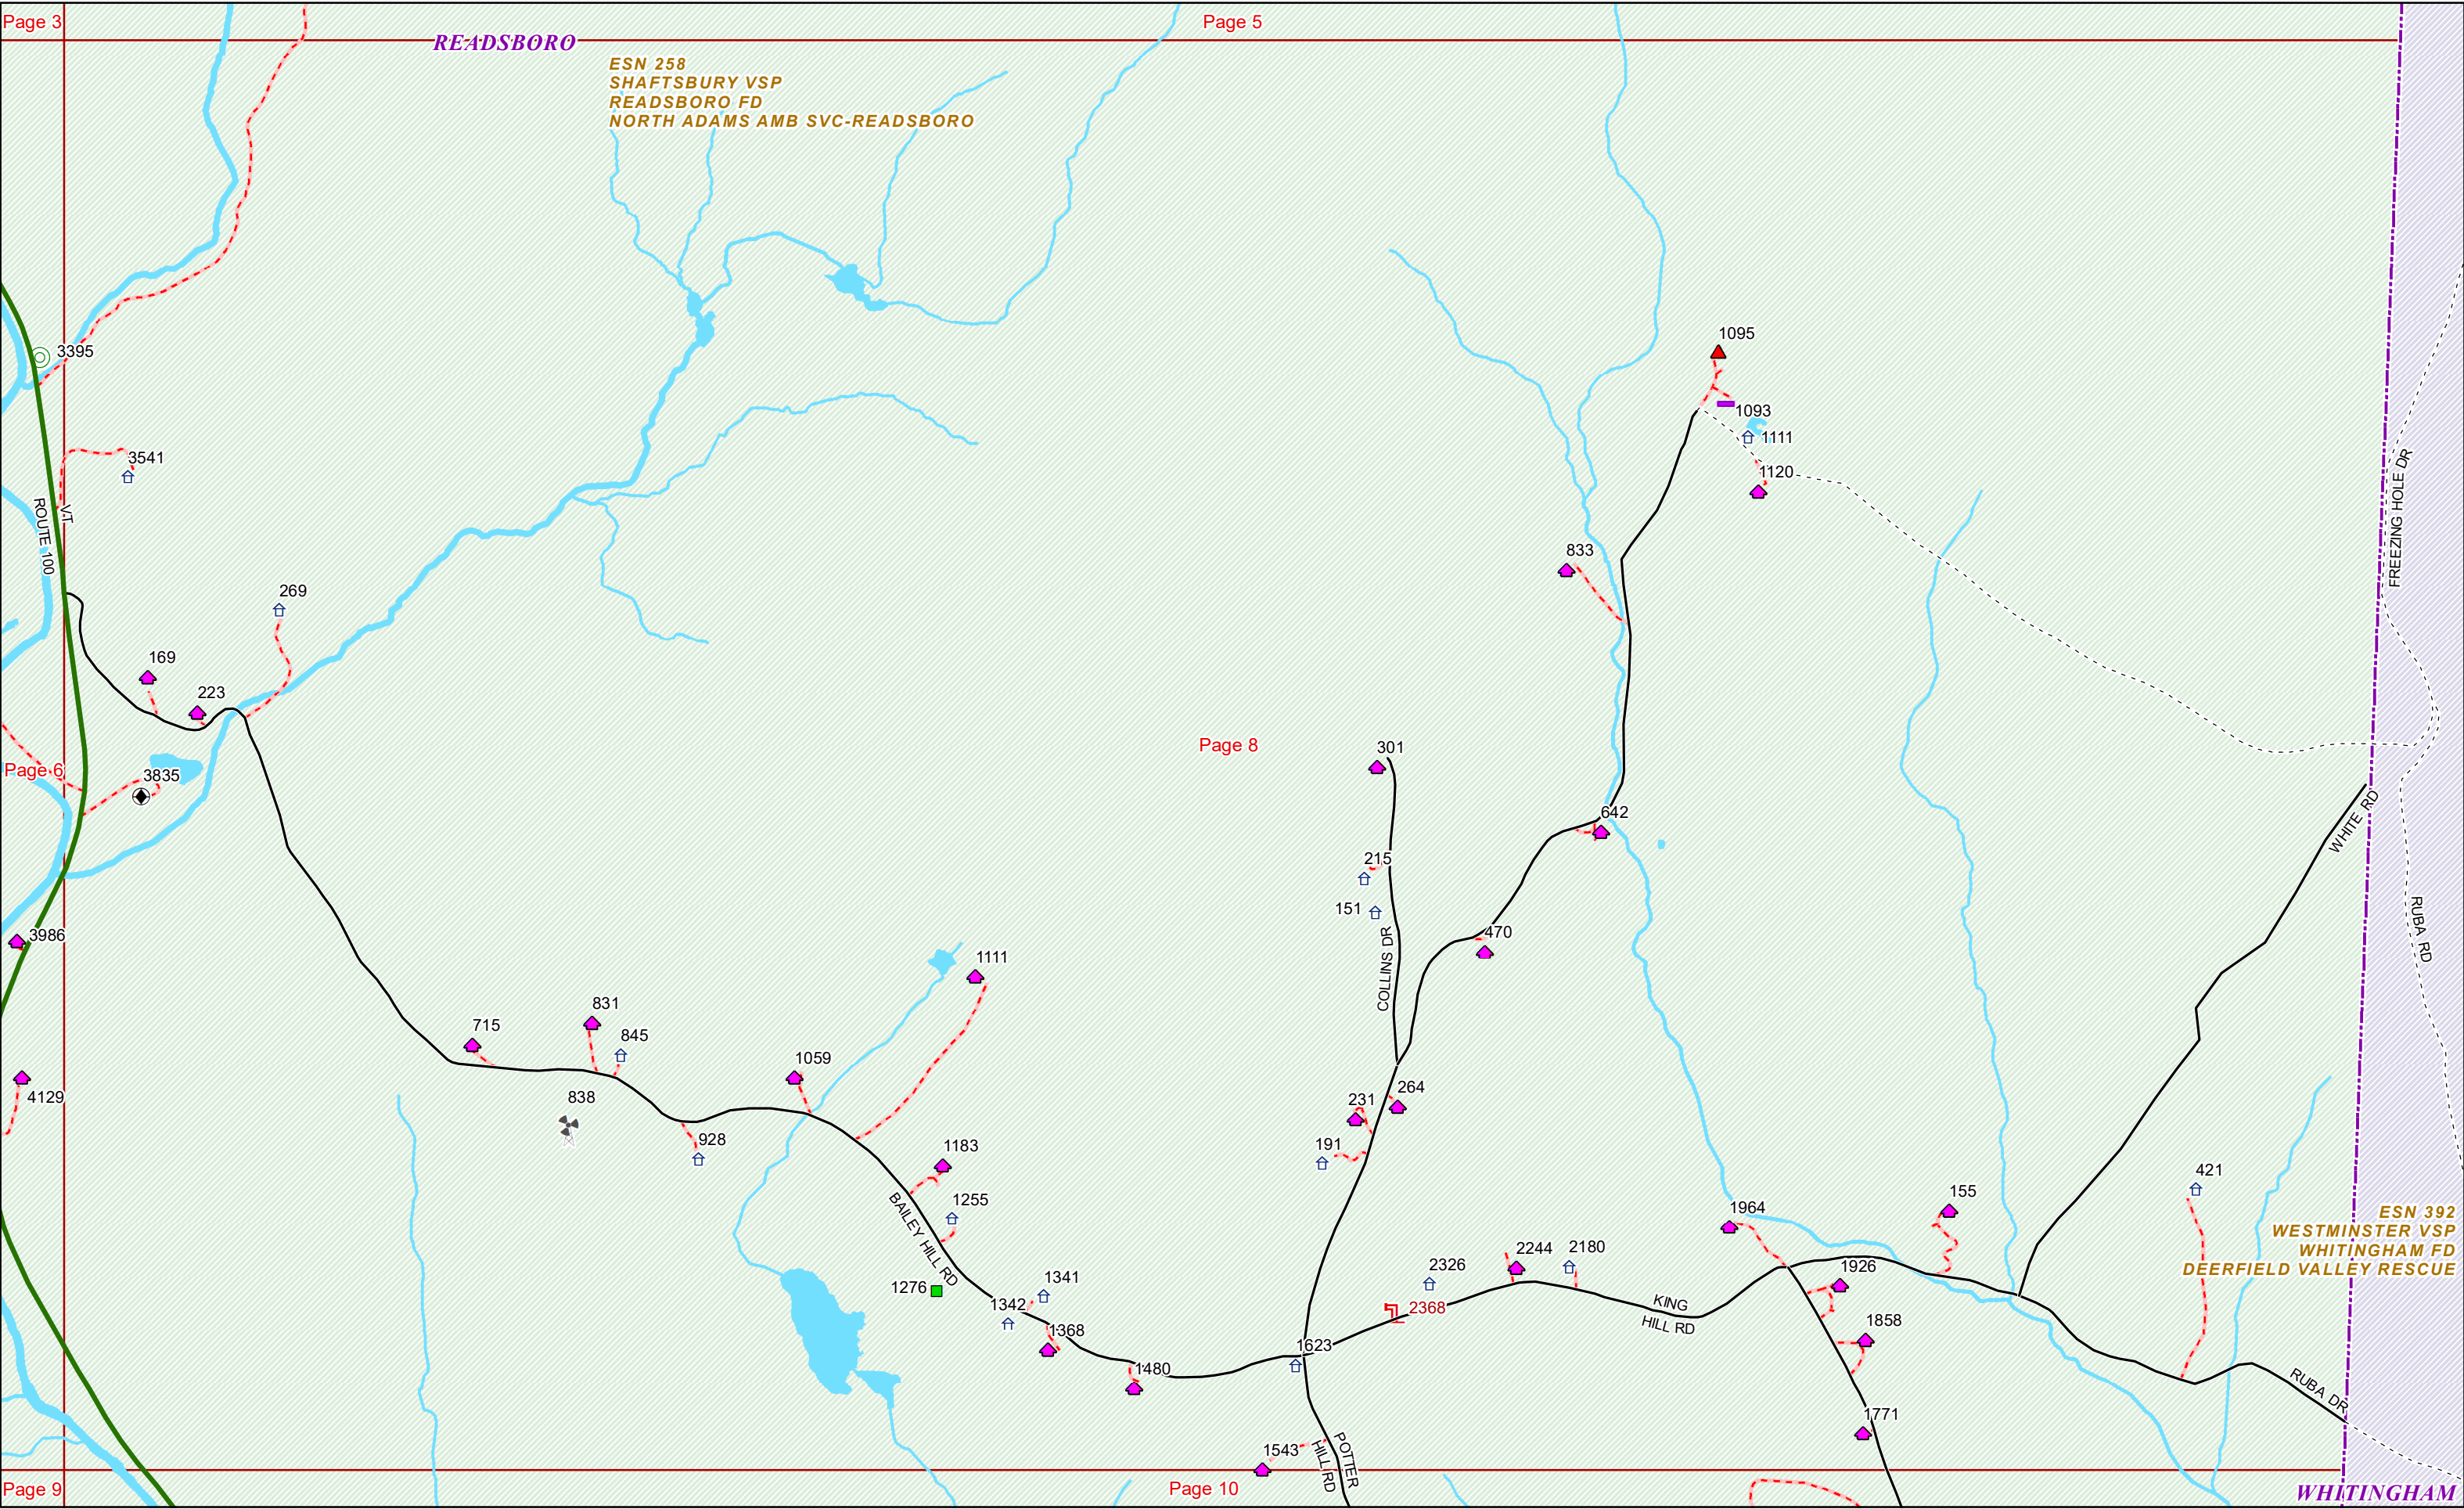 Page 3
Page 5
READSBORO
ESN 258
SHAFTSBURY VSP
READSBORO FD
NORTH ADAMS AMB SVC-READSBORO
1095
3395
1093
1111
3541
1120
FREEZING HOLE DR
VT
ROUTE 100
833
269
169
223
Page 8
301
Page 6
3835
WHITE RD
642
215
151
RUBA RD
470
3986
COLLINS DR
1111
831
715
845
1059
264
838
4129
231
928
191
1183
421
155
1255
BAILEY HILL RD
1964
ESN 392
WESTMINSTER VSP
WHITINGHAM FD
DEERFIELD VALLEY RESCUE
2244
2180
2326
1926
1341
1276
1342
2368
KING
HILL RD
1368
1858
1623
1480
RUBA DR
1771
1543
POTTER
HILL RD
Page 9
Page 10
WHITINGHAM